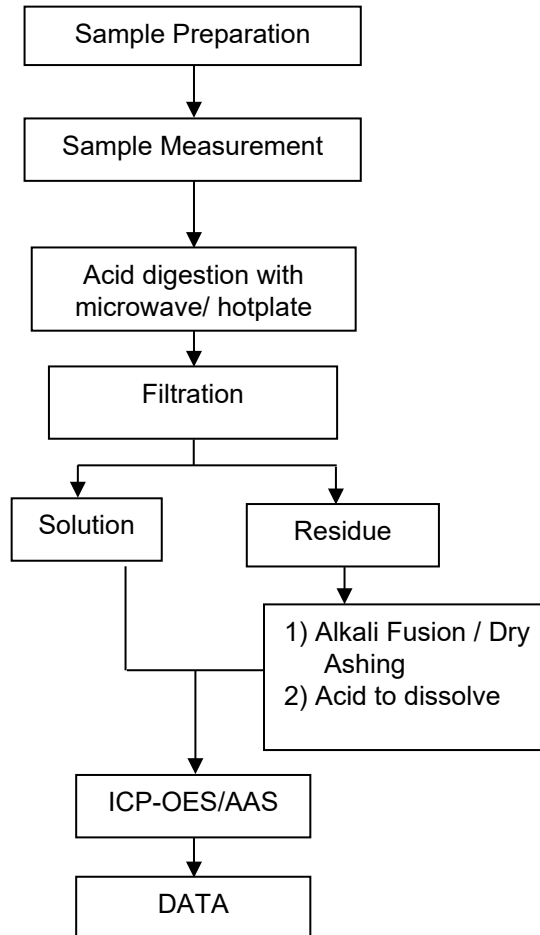 Sample Preparation
Sample Measurement
Acid digestion with
microwave/ hotplate
Filtration
Solution
Residue
1) Alkali Fusion / Dry
Ashing
2) Acid to dissolve
ICP-OES/AAS
DATA